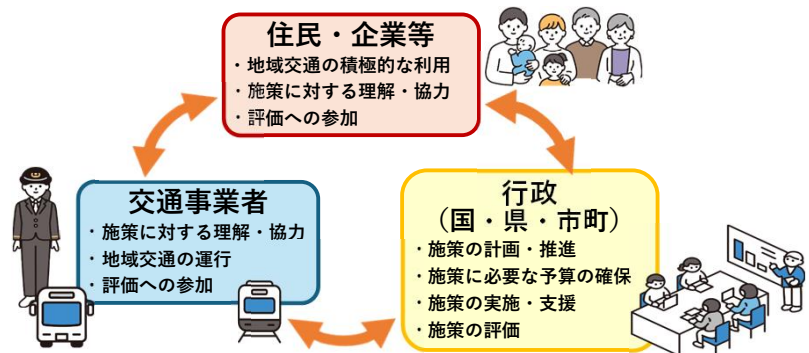 住民・企業等
・地域交通の積極的な利用
・施策に対する理解・協力
・評価への参加
交通事業者
・施策に対する理解・協力
・地域交通の運行
・評価への参加
行政
（国・県・市町）
・施策の計画・推進
・施策に必要な予算の確保
・施策の実施・支援
・施策の評価